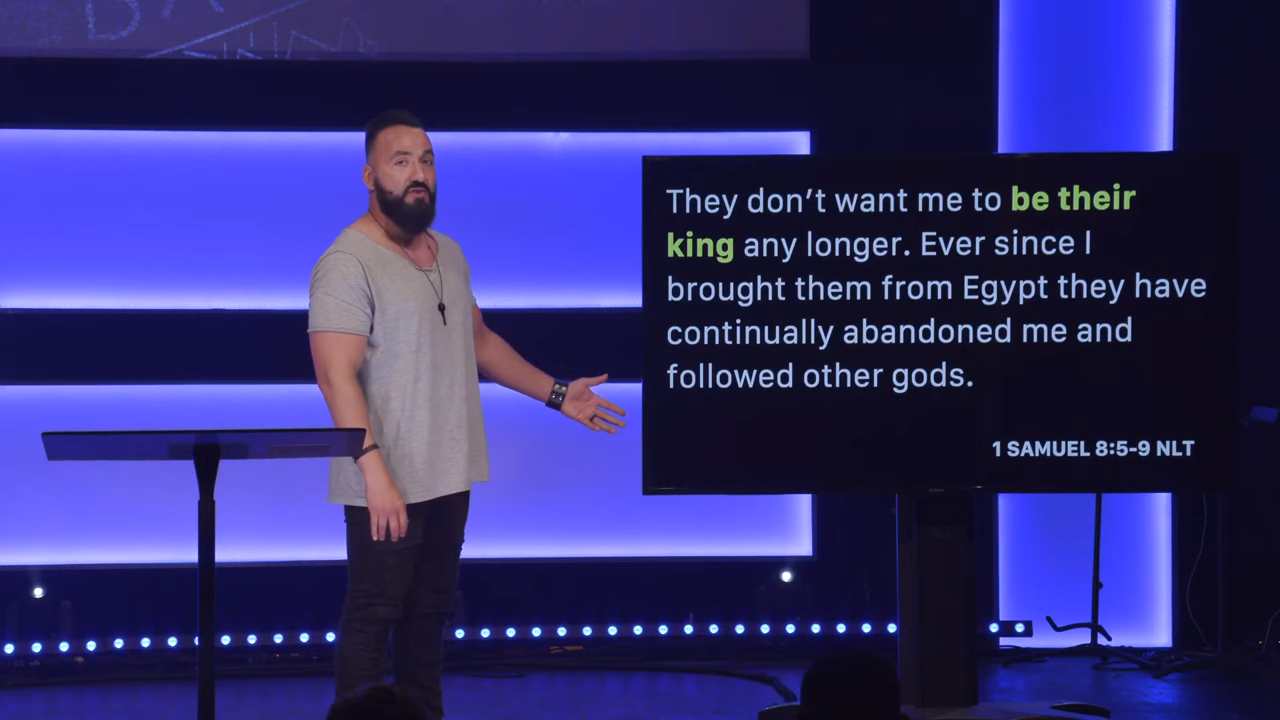 They don't want me to be their
king any longer. Ever since I
brought them from Egypt they have
continually abandoned me and
followed other gods.
1 SAMUEL 8:5-9 NLT